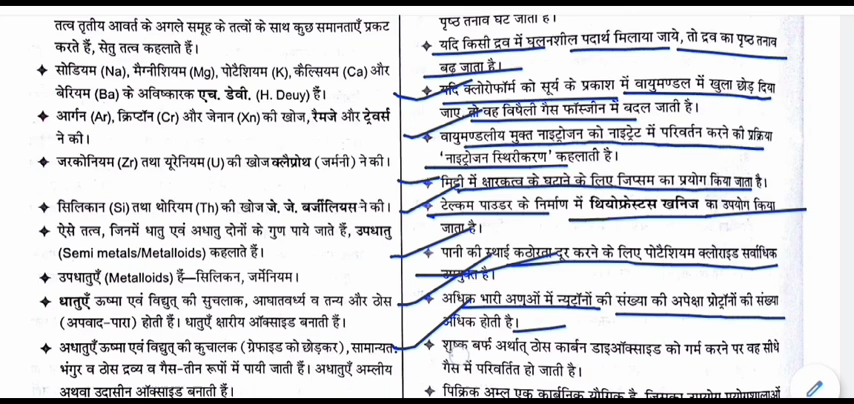 तत्व तृतीय आवर्त के अगले समूह के तत्वों के साथ कुछ समानताएँ प्रकट
करते हैं, सेतु तत्व कहलाते हैं।
सोडियम (Na), मैग्नीशियम (Mg), पोटैशियम (K), कैल्सियम (Ca) और
बेरियम (Ba) के अविष्कारक एच. डेवी. (H. Deuy) हैं।
आर्गन (Ar), क्रिप्टॉन (Cr) और जेनान (Xn) की खोज, रैमजे और ट्रेवर्स
ने की।
जरकोनियम (Zr) तथा यूरेनियम (U) की खोज क्लैप्रोथ (जर्मनी) ने की।
सिलिकान (Si) तथा थोरियम (Th) की खोज जे. जे. बर्जीलियस ने की।
ऐसे तत्व, जिनमें धातु एवं अधातु दोनों के गुण पाये जाते हैं, उपधातु
(Semi metals/Metalloids) कहलाते हैं।
उपधातुएँ (Metalloids) हैं—सिलिकन, जर्मेनियम।
धातुएँ ऊष्मा एवं विद्युत् की सुचलाक, आघातवर्ध्य व तन्य और ठोस
(अपवाद-पारा) होती हैं। धातुएँ क्षारीय ऑक्साइड बनाती हैं।
अधातुएँ ऊष्मा एवं विद्युत् की कुचालक (ग्रेफाइड को छोड़कर), सामान्यत:
भंगुर व ठोस द्रव्य व गैस-तीन रूपों में पायी जाती हैं। अधातुएँ अम्लीय
अथवा उदासीन ऑक्साइड बनाती हैं।
पृष्ठ तनाव घट जाता है।
यदि किसी द्रव में घुलनशील पदार्थ मिलाया जाये, तो द्रव का पृष्ठ तनाव
बढ़ जाता है।
यदि क्लोरोफॉर्म को सूर्य के प्रकाश में वायुमण्डल में खुला छोड़ दिया
जाए, तो वह विषैली गैस फॉस्जीन में बदल जाती है।
वायुमण्डलीय मुक्त नाइट्रोजन को नाइट्रेट में परिवर्तन करने की प्रक्रिया
'नाइट्रोजन स्थिरीकरण' कहलाती है।
मिट्टी में क्षारकत्व के घटाने के लिए जिप्सम का प्रयोग किया जाता है।
टेल्कम पाउडर के निर्माण में थियोफ्रेस्टस खनिज का उपयोग किया
जाता है।
पानी की स्थाई कठोरता दूर करने के लिए पोटैशियम क्लोराइड सर्वाधिक
उपयुक्त है।
अधिक भारी अणुओं में न्यूट्रॉनों की संख्या की अपेक्षा प्रोट्रॉनों की संख्या
अधिक होती है।
शुष्क बर्फ अर्थात् ठोस कार्बन डाइऑक्साइड को गर्म करने पर वह सीधे
गैस में परिवर्तित हो जाती है।
पिक्रिक अम्ल एक कार्बनिक यौगिक है, जिसका उपयोग प्रयोगशालाओं